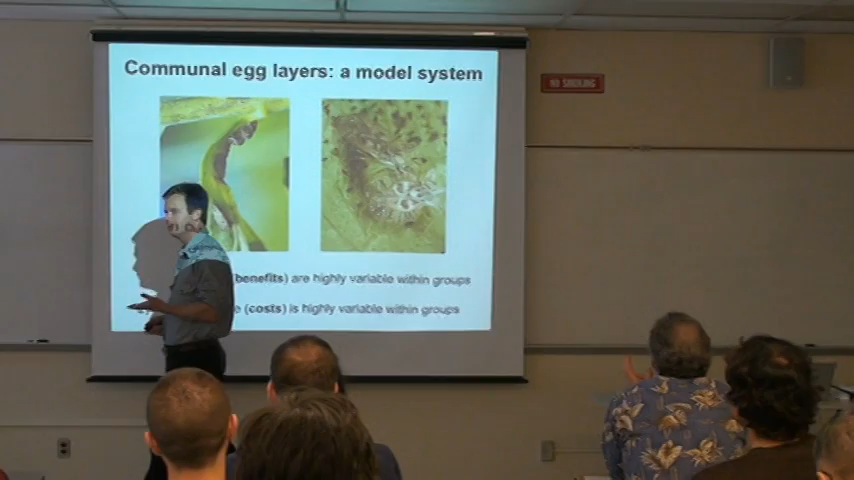 Communal egg layers: a model system
NO SMOKING
(benefits) are highly variable within groups
(costs) is highly variable within groups